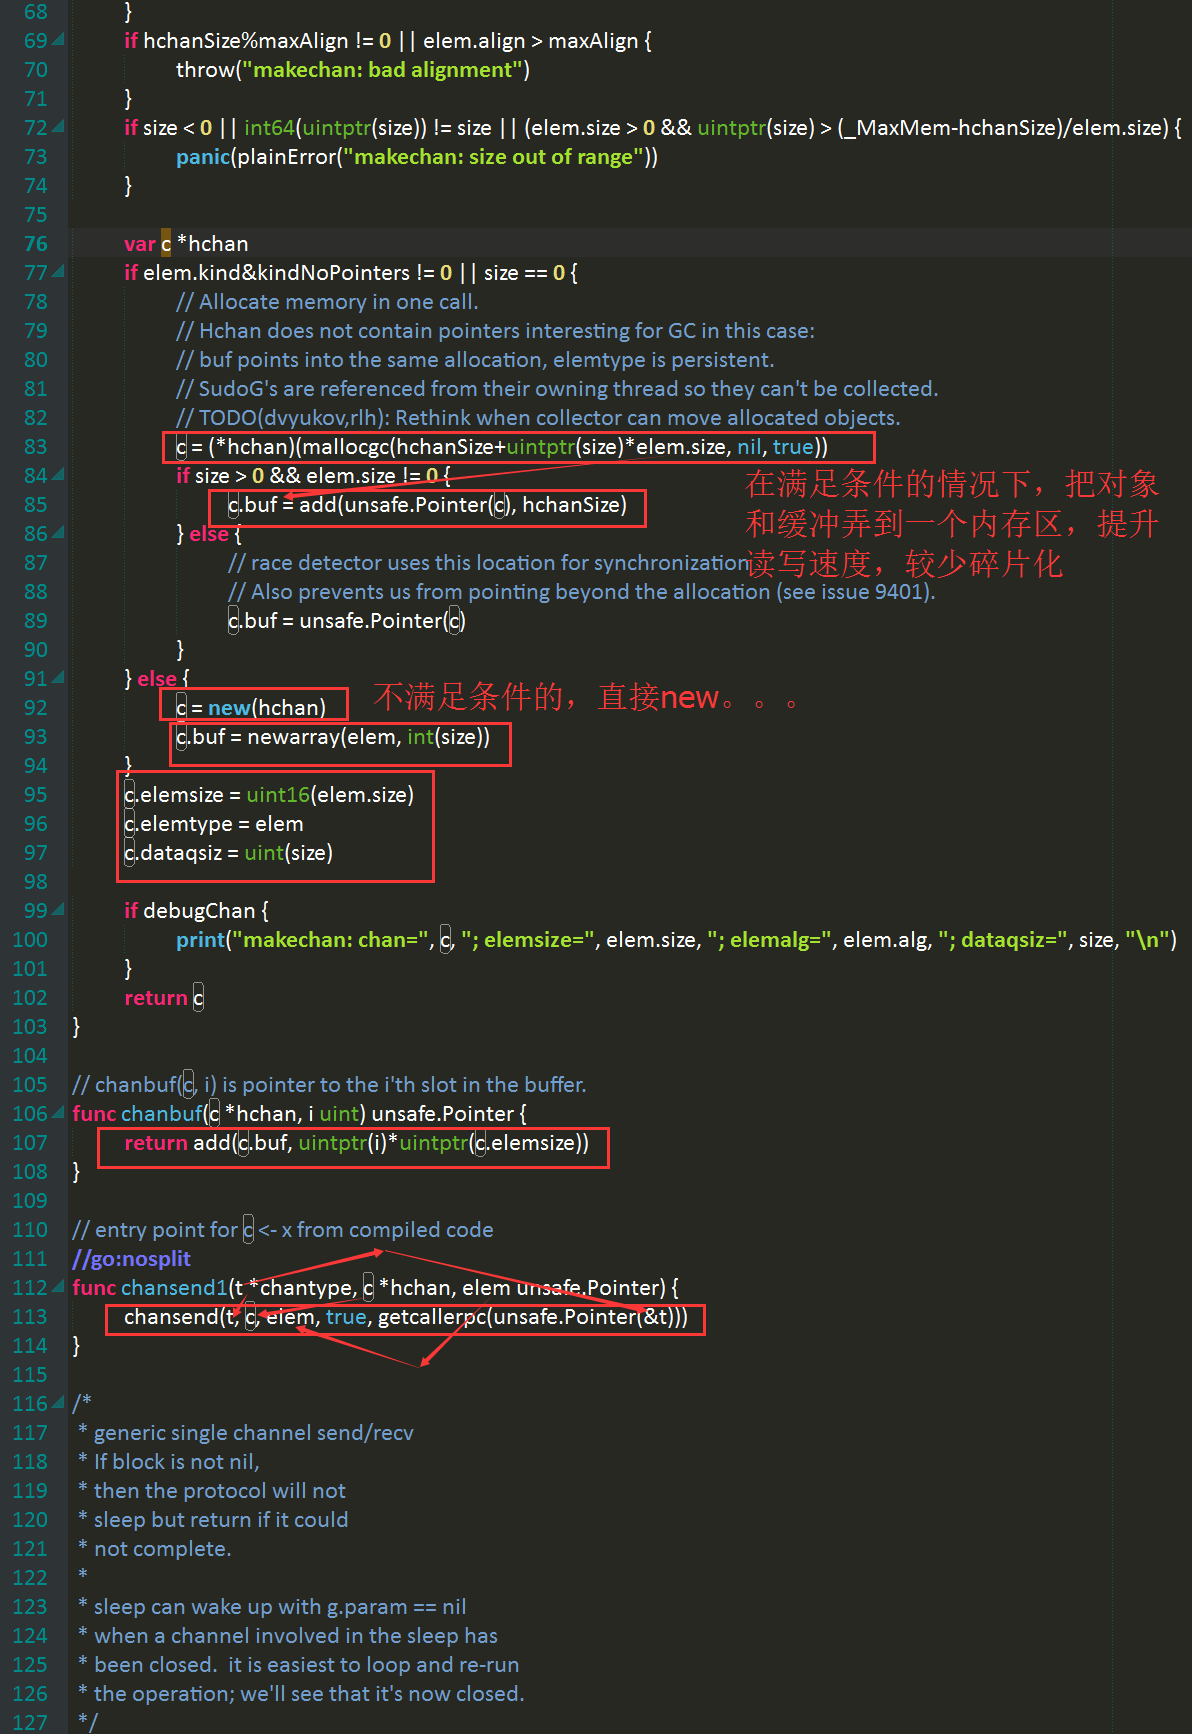 68 }
69 if hchanSize%maxAlign != 0 || elem.align > maxAlign {
70 throw("makechan: bad alignment")
71 }
72 if size < 0 || int64(uintptr(size)) != size || (elem.size > 0 && uintptr(size) > (_MaxMem-hchanSize)/elem.size) {
73 panic(plainError("makechan: size out of range"))
74 }
75
76 var c *hchan
77 if elem.kind&kindNoPointers != 0 || size == 0 {
78 // Allocate memory in one call.
79 // Hchan does not contain pointers interesting for GC in this case:
80 // buf points into the same allocation, elemtype is persistent.
81 // SudoG's are referenced from their owning thread so they can't be collected.
82 // TODO(dvyukov,rlh): Rethink when collector can move allocated objects.
83 c = (*hchan)(mallocgc(hchanSize+uintptr(size)*elem.size, nil, true))
84 if size > 0 && elem.size != 0 {
85 c.buf = add(unsafe.Pointer(c), hchanSize)
86 } else {
在满足条件的情况下，把对象
和缓冲弄到一个内存区，提升
读写速度，较少碎片化
87 // race detector uses this location for synchronization
88 // Also prevents us from pointing beyond the allocation (see issue 9401).
89 c.buf = unsafe.Pointer(c)
90 }
91 } else {
92 c = new(hchan)
不满足条件的，直接new。。。
93 c.buf = newarray(elem, int(size))
94 }
95 c.elemsize = uint16(elem.size)
96 c.elemtype = elem
97 c.dataqsiz = uint(size)
98
99 if debugChan {
100 print("makechan: chan=", c, "; elemsize=", elem.size, "; elemalg=", elem.alg, "; dataqsiz=", size, "\n")
101 }
102 return c
103 }
104
105 // chanbuf(c, i) is pointer to the i'th slot in the buffer.
106 func chanbuf(c *hchan, i uint) unsafe.Pointer {
107 return add(c.buf, uintptr(i)*uintptr(c.elemsize))
108 }
109
110 // entry point for c <- x from compiled code
111 //go:nosplit
112 func chansend1(t *chantype, c *hchan, elem unsafe.Pointer) {
113 chansend(t, c, elem, true, getcallerpc(unsafe.Pointer(&t)))
114 }
115
116 /*
117 * generic single channel send/recv
118 * If block is not nil,
119 * then the protocol will not
120 * sleep but return if it could
121 * not complete.
122 *
123 * sleep can wake up with g.param == nil
124 * when a channel involved in the sleep has
125 * been closed.  it is easiest to loop and re-run
126 * the operation; we'll see that it's now closed.
127 */